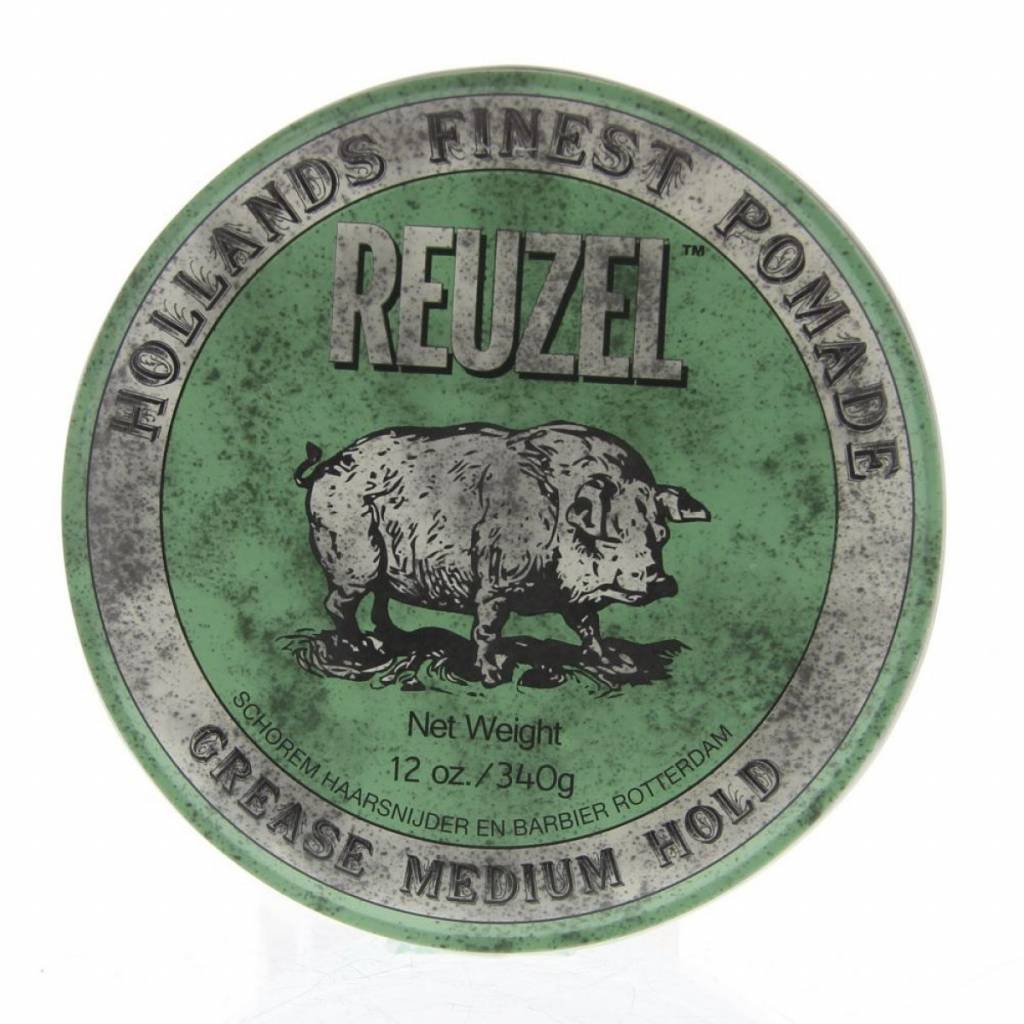 HOLLANDS FINEST POMADE
REUZEL™
Net Weight
12 oz./340g
SCHOREM HAARSNIJDER EN BARBIER ROTTERDAM
GREASE MEDIUM HOLD